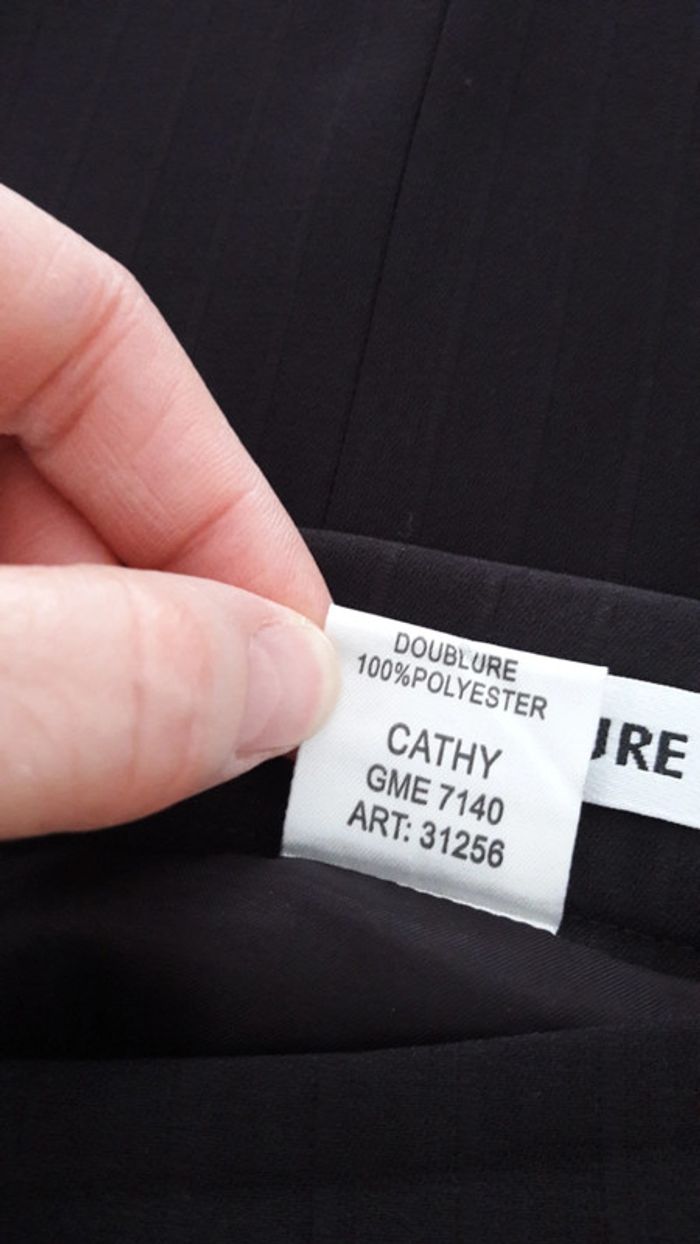 DOUBLURE
100%POLYESTER
CATHY
GME 7140
ART: 31256
URE